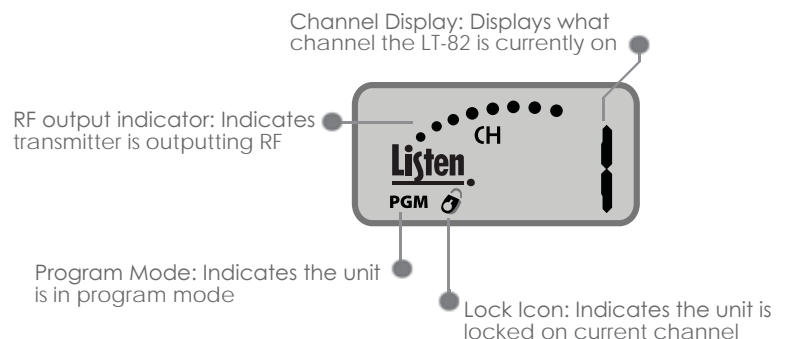 Channel Display: Displays what
channel the LT-82 is currently on
RF output indicator: Indicates
transmitter is outputting RF
CH
1
Listen
PGM
Program Mode: Indicates the unit
is in program mode
Lock Icon: Indicates the unit is
locked on current channel